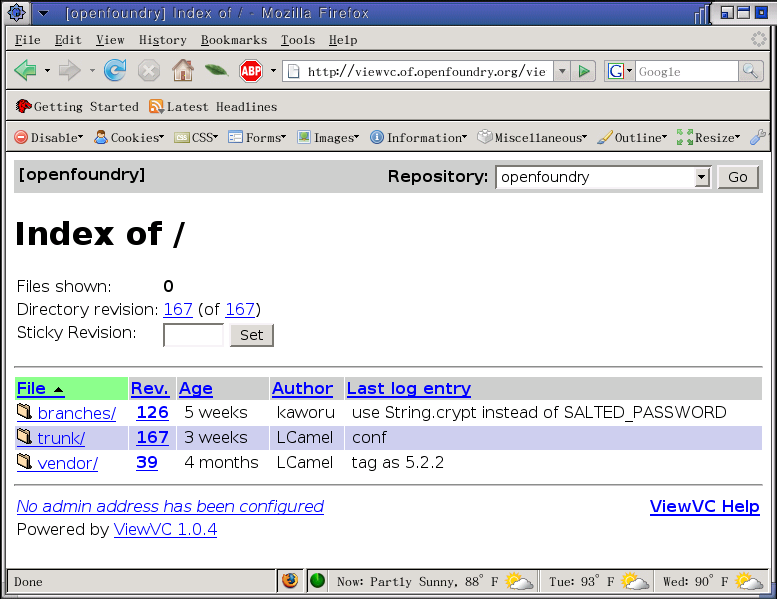 [openfoundry] Index of / - Mozilla Firefox
File Edit View History Bookmarks Tools Help
ABP http://viewvc.of.openfoundry.org/vie G Google
Getting Started Latest Headlines
Disable Cookies CSS Forms Images Information Miscellaneous Outline Resize
[openfoundry] Repository: openfoundry Go
Index of /
Files shown: 0
Directory revision: 167 (of 167)
Sticky Revision: Set
File Rev. Age Author Last log entry
branches/ 126 5 weeks kaworu use String.crypt instead of SALTED_PASSWORD
trunk/ 167 3 weeks LCamel conf
vendor/ 39 4 months LCamel tag as 5.2.2
No admin address has been configured ViewVC Help
Powered by ViewVC 1.0.4
Done Now: Partly Sunny, 88° F Tue: 93° F Wed: 90° F